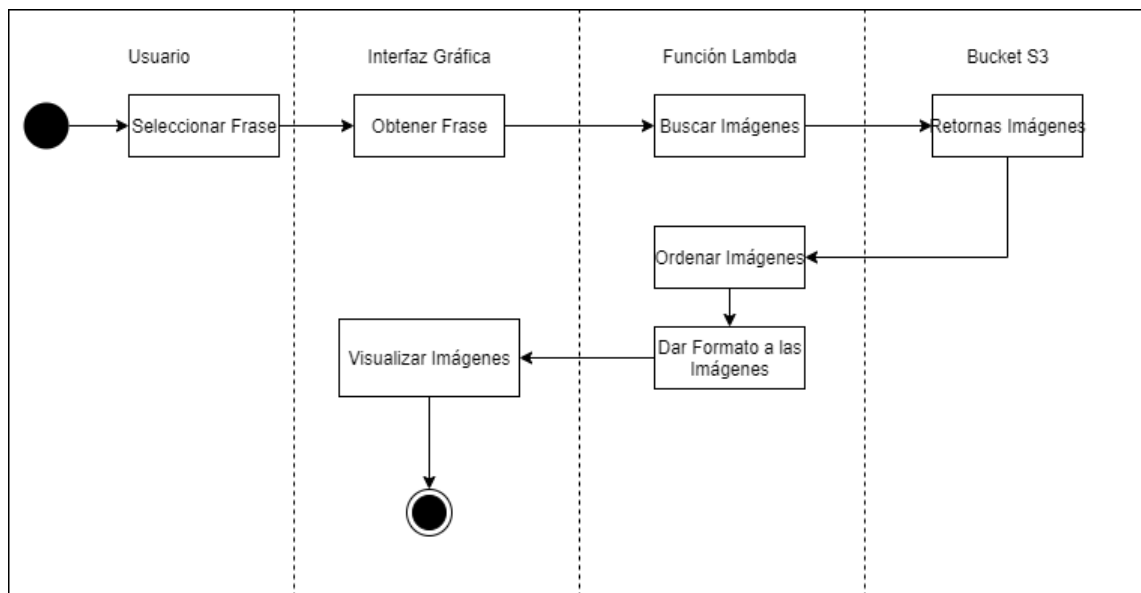 Usuario
Interfaz Gráfica
Función Lambda
Bucket S3
Seleccionar Frase
Obtener Frase
Buscar Imágenes
Retornas Imágenes
Ordenar Imágenes
Dar Formato a las
Imágenes
Visualizar Imágenes